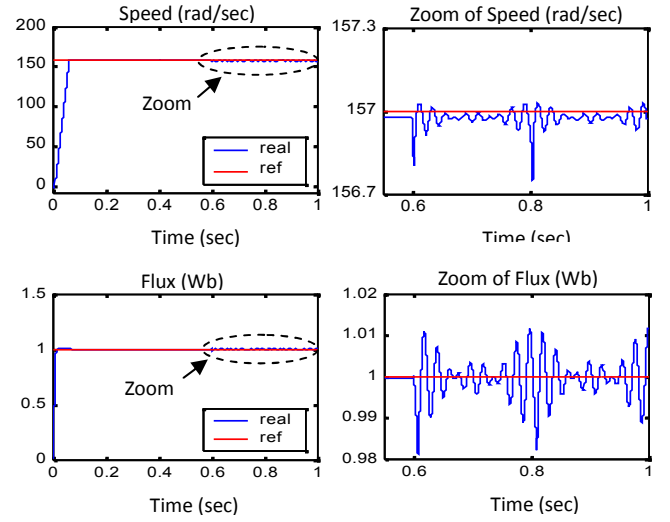 Speed (rad/sec)
200
150
100
50
0
Zoom
real
ref
0
0.2
0.4
0.6
0.8
1
Time (sec)
Zoom of Speed (rad/sec)
157.3
157
156.7
0.6
0.8
1
Time (sec)
Flux (Wb)
1.5
1
0.5
0
Zoom
real
ref
0
0.2
0.4
0.6
0.8
1
Time (sec)
Zoom of Flux (Wb)
1.02
1.01
1
0.99
0.98
0.6
0.8
1
Time (sec)